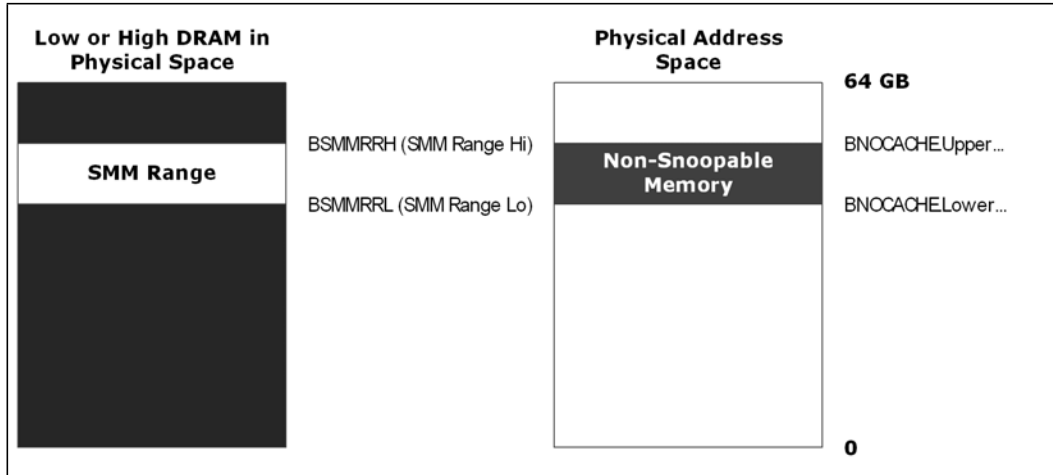 Low or High DRAM in
Physical Space
BSMMRRH (SMM Range Hi)
SMM Range
BSMMRRL (SMM Range Lo)
Physical Address
Space
64 GB
BNOCACHE.Upper...
Non-Snoopable
Memory
BNOCACHE.Lower...
0